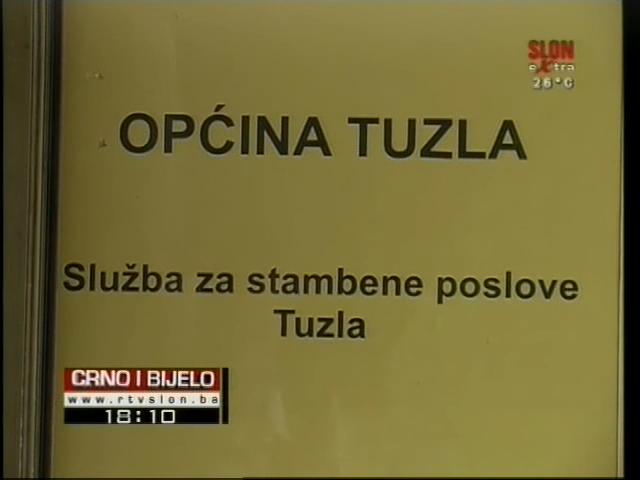 SLON
extra
26°C
OPĆINA TUZLA
Služba za stambene poslove
Tuzla
CRNO I BIJELO
www.rtvslon.ba
18:10